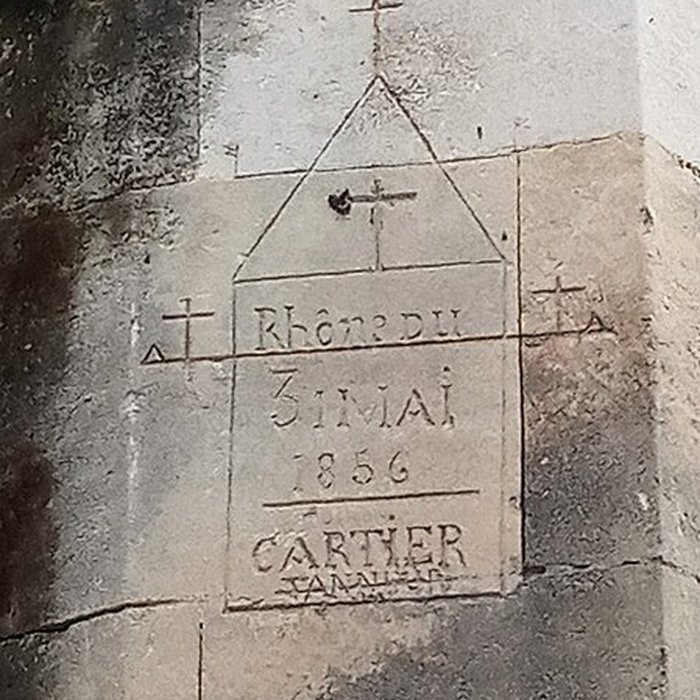 Rhône DU
31 MAI
1856
CARTIER